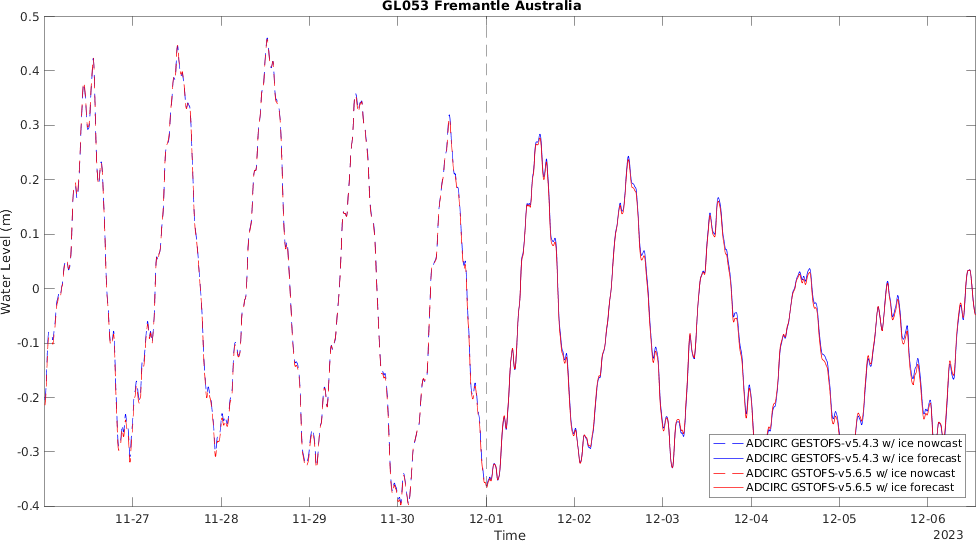 GL053 Fremantle Australia
0.5
0.4
0.3
0.2
0.1
0
-0.1
-0.2
-0.3
-0.4
Water Level (m)
ADCIRC GESTOFS-v5.4.3 w/ ice nowcast
ADCIRC GESTOFS-v5.4.3 w/ ice forecast
ADCIRC GSTOFS-v5.6.5 w/ ice nowcast
ADCIRC GSTOFS-v5.6.5 w/ ice forecast
11-27 11-28 11-29 11-30 12-01 12-02 12-03 12-04 12-05 12-06
Time
2023